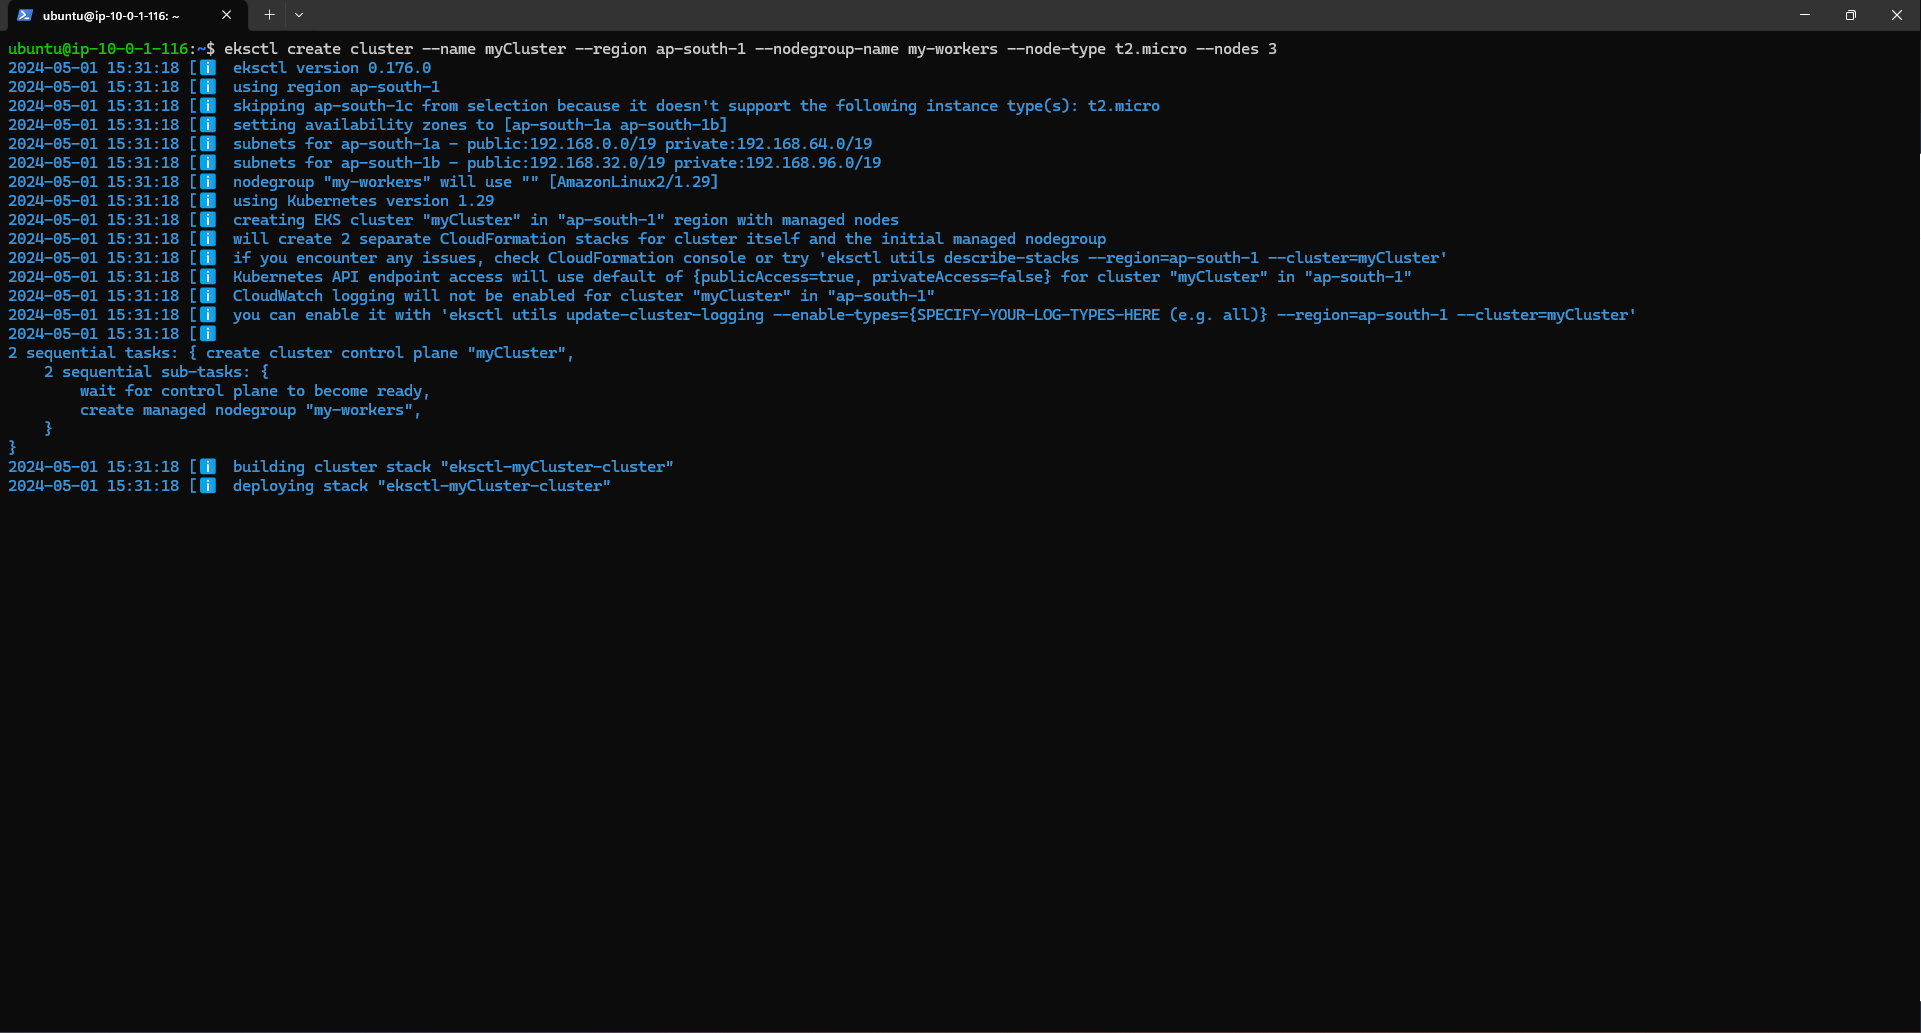 ubuntu@ip-10-0-1-116: ~
ubuntu@ip-10-0-1-116:~$ eksctl create cluster --name myCluster --region ap-south-1 --nodegroup-name my-workers --node-type t2.micro --nodes 3
2024-05-01 15:31:18 [ℹ]  eksctl version 0.176.0
2024-05-01 15:31:18 [ℹ]  using region ap-south-1
2024-05-01 15:31:18 [ℹ]  skipping ap-south-1c from selection because it doesn't support the following instance type(s): t2.micro
2024-05-01 15:31:18 [ℹ]  setting availability zones to [ap-south-1a ap-south-1b]
2024-05-01 15:31:18 [ℹ]  subnets for ap-south-1a - public:192.168.0.0/19 private:192.168.64.0/19
2024-05-01 15:31:18 [ℹ]  subnets for ap-south-1b - public:192.168.32.0/19 private:192.168.96.0/19
2024-05-01 15:31:18 [ℹ]  nodegroup "my-workers" will use "" [AmazonLinux2/1.29]
2024-05-01 15:31:18 [ℹ]  using Kubernetes version 1.29
2024-05-01 15:31:18 [ℹ]  creating EKS cluster "myCluster" in "ap-south-1" region with managed nodes
2024-05-01 15:31:18 [ℹ]  will create 2 separate CloudFormation stacks for cluster itself and the initial managed nodegroup
2024-05-01 15:31:18 [ℹ]  if you encounter any issues, check CloudFormation console or try 'eksctl utils describe-stacks --region=ap-south-1 --cluster=myCluster'
2024-05-01 15:31:18 [ℹ]  Kubernetes API endpoint access will use default of {publicAccess=true, privateAccess=false} for cluster "myCluster" in "ap-south-1"
2024-05-01 15:31:18 [ℹ]  CloudWatch logging will not be enabled for cluster "myCluster" in "ap-south-1"
2024-05-01 15:31:18 [ℹ]  you can enable it with 'eksctl utils update-cluster-logging --enable-types={SPECIFY-YOUR-LOG-TYPES-HERE (e.g. all)} --region=ap-south-1 --cluster=myCluster'
2024-05-01 15:31:18 [ℹ]
2 sequential tasks: { create cluster control plane "myCluster",
    2 sequential sub-tasks: {
        wait for control plane to become ready,
        create managed nodegroup "my-workers",
    }
}
2024-05-01 15:31:18 [ℹ]  building cluster stack "eksctl-myCluster-cluster"
2024-05-01 15:31:18 [ℹ]  deploying stack "eksctl-myCluster-cluster"